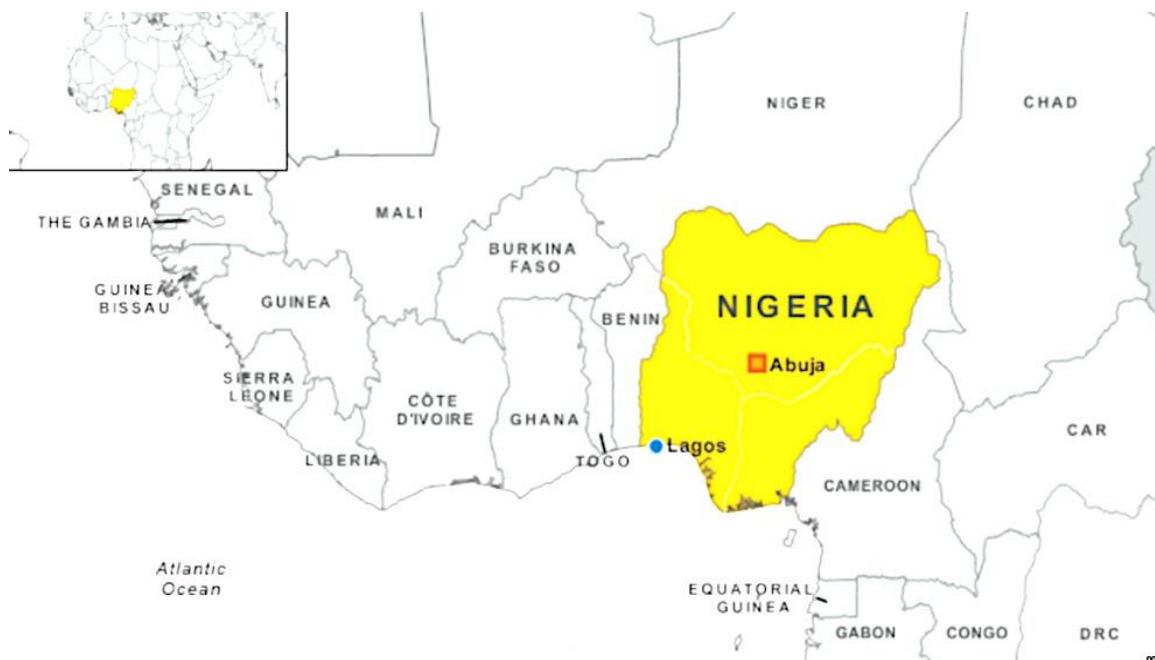 NIGER
CHAD
SENEGAL
THE GAMBIA
MALI
BURKINA
FASO
GUINEA
BISSAU
GUINEA
BENIN
NIGERIA
Abuja
SIERRA
LEONE
CÔTE
D'IVOIRE
GHANA
TOGO
Lagos
LIBERIA
CAR
CAMEROON
Atlantic
Ocean
EQUATORIAL
GUINEA
GABON
CONGO
DRC